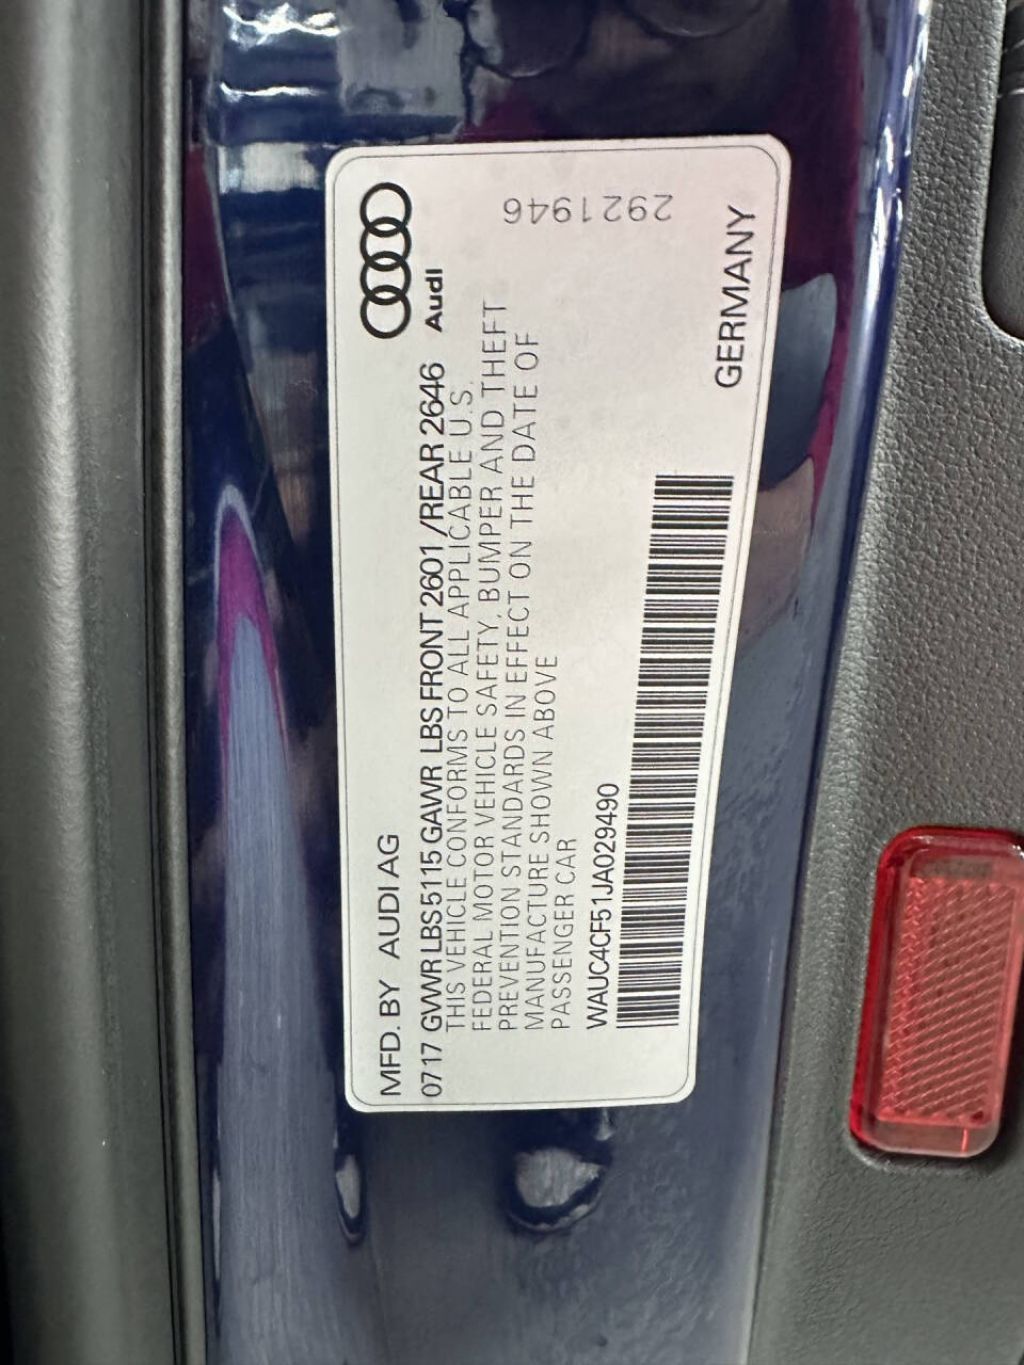 MFD. BY AUDI AG
Audi
0717 GVWR LBS 5115 GAWR LBS FRONT 2601/REAR 2646
THIS VEHICLE CONFORMS TO ALL APPLICABLE U.S.
FEDERAL MOTOR VEHICLE SAFETY, BUMPER AND THEFT
PREVENTION STANDARDS IN EFFECT ON THE DATE OF
MANUFACTURE SHOWN ABOVE
PASSENGER CAR
2921946
WAUC4CF51JA029490
GERMANY